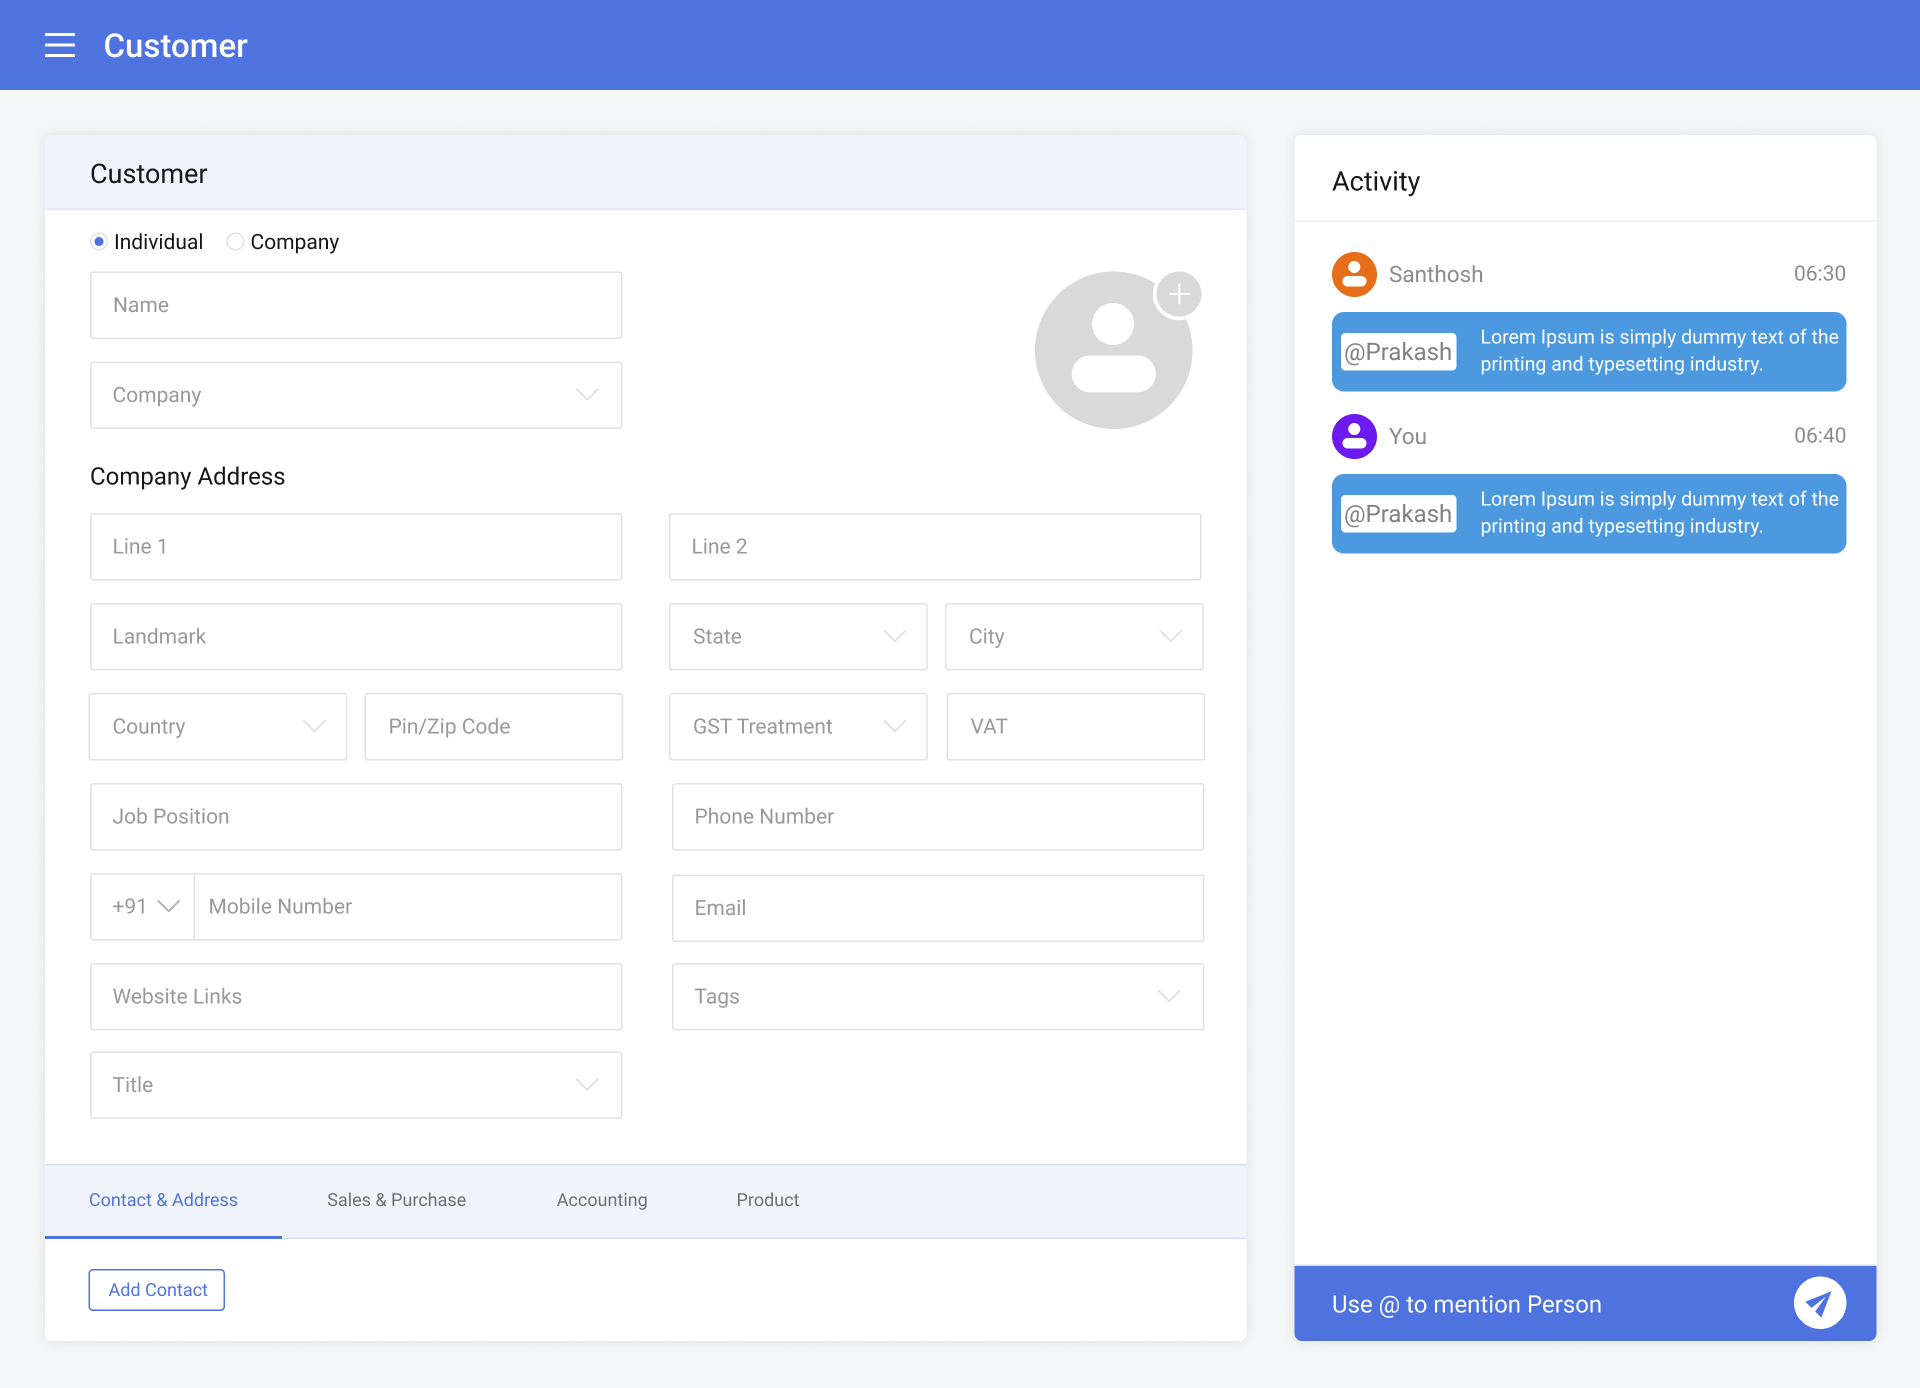 Customer
Customer
Individual
Company
Name
Company
Company Address
Line 1
Line 2
Landmark
State
City
Country
Pin/Zip Code
GST Treatment
VAT
Job Position
Phone Number
+91
Mobile Number
Email
Website Links
Tags
Title
Contact & Address
Sales & Purchase
Accounting
Product
Add Contact
Activity
Santhosh
06:30
@Prakash
Lorem Ipsum is simply dummy text of the
printing and typesetting industry.
You
06:40
@Prakash
Lorem Ipsum is simply dummy text of the
printing and typesetting industry.
Use @ to mention Person